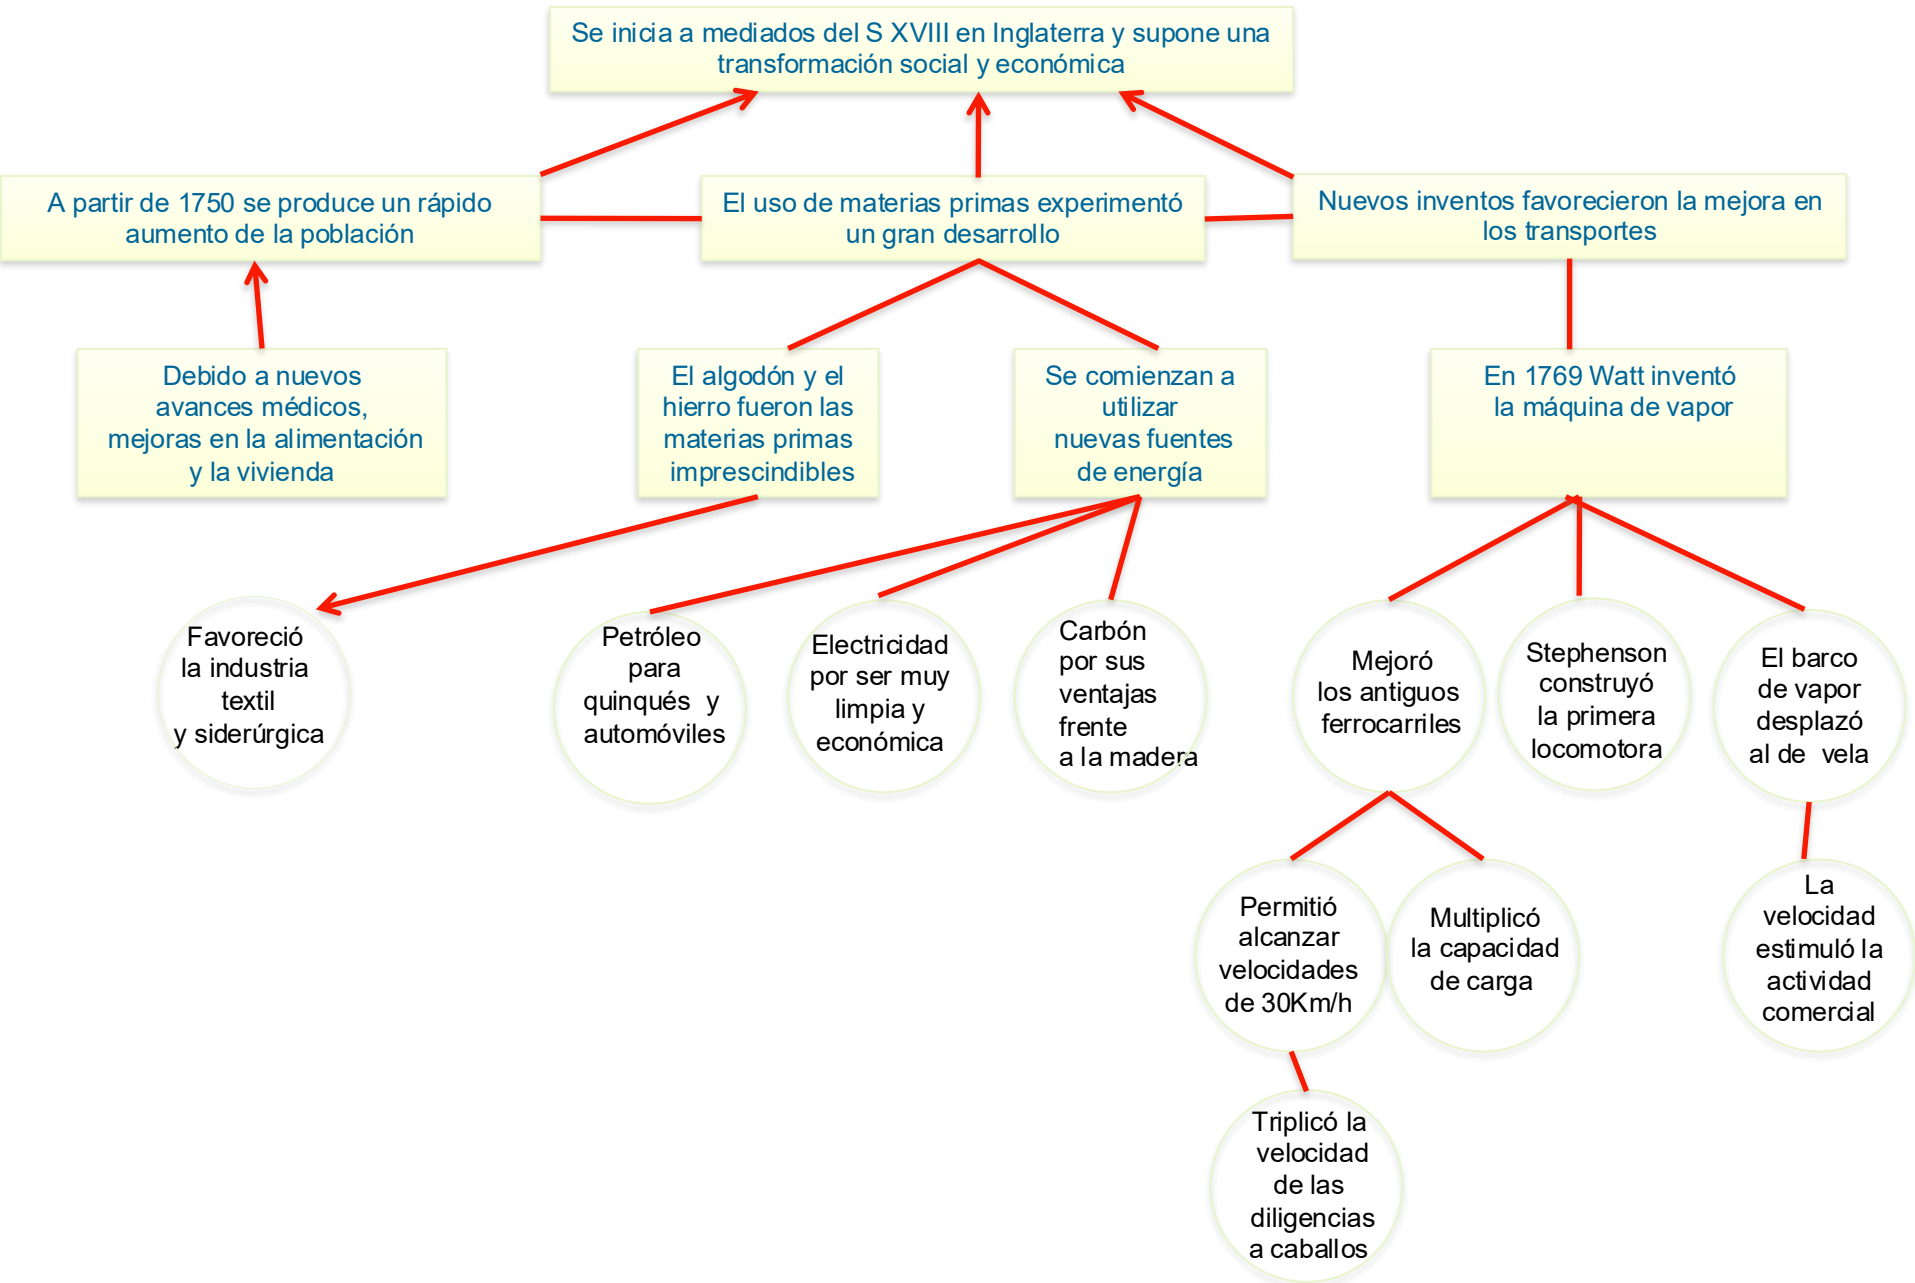 Se inicia a mediados del S XVIII en Inglaterra y supone una
transformación social y económica
A partir de 1750 se produce un rápido
aumento de la población
El uso de materias primas experimentó
un gran desarrollo
Nuevos inventos favorecieron la mejora en
los transportes
Debido a nuevos
avances médicos,
mejoras en la alimentación
y la vivienda
El algodón y el
hierro fueron las
materias primas
imprescindibles
Se comienzan a
utilizar
nuevas fuentes
de energía
En 1769 Watt inventó
la máquina de vapor
Favoreció
la industria
textil
y siderúrgica
Petróleo
para
quinqués y
automóviles
Electricidad
por ser muy
limpia y
económica
Carbón
por sus
ventajas
frente
a la madera
Mejoró
los antiguos
ferrocarriles
Stephenson
construyó
la primera
locomotora
El barco
de vapor
desplazó
al de vela
Permitió
alcanzar
velocidades
de 30Km/h
Multiplicó
la capacidad
de carga
La
velocidad
estimuló la
actividad
comercial
Triplicó la
velocidad
de las
diligencias
a caballos